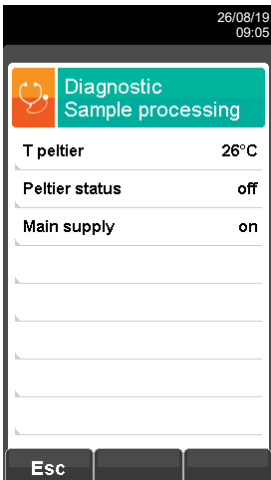 26/08/19
09:05
Diagnostic
Sample processing
T peltier 26°C
Peltier status off
Main supply on
Esc